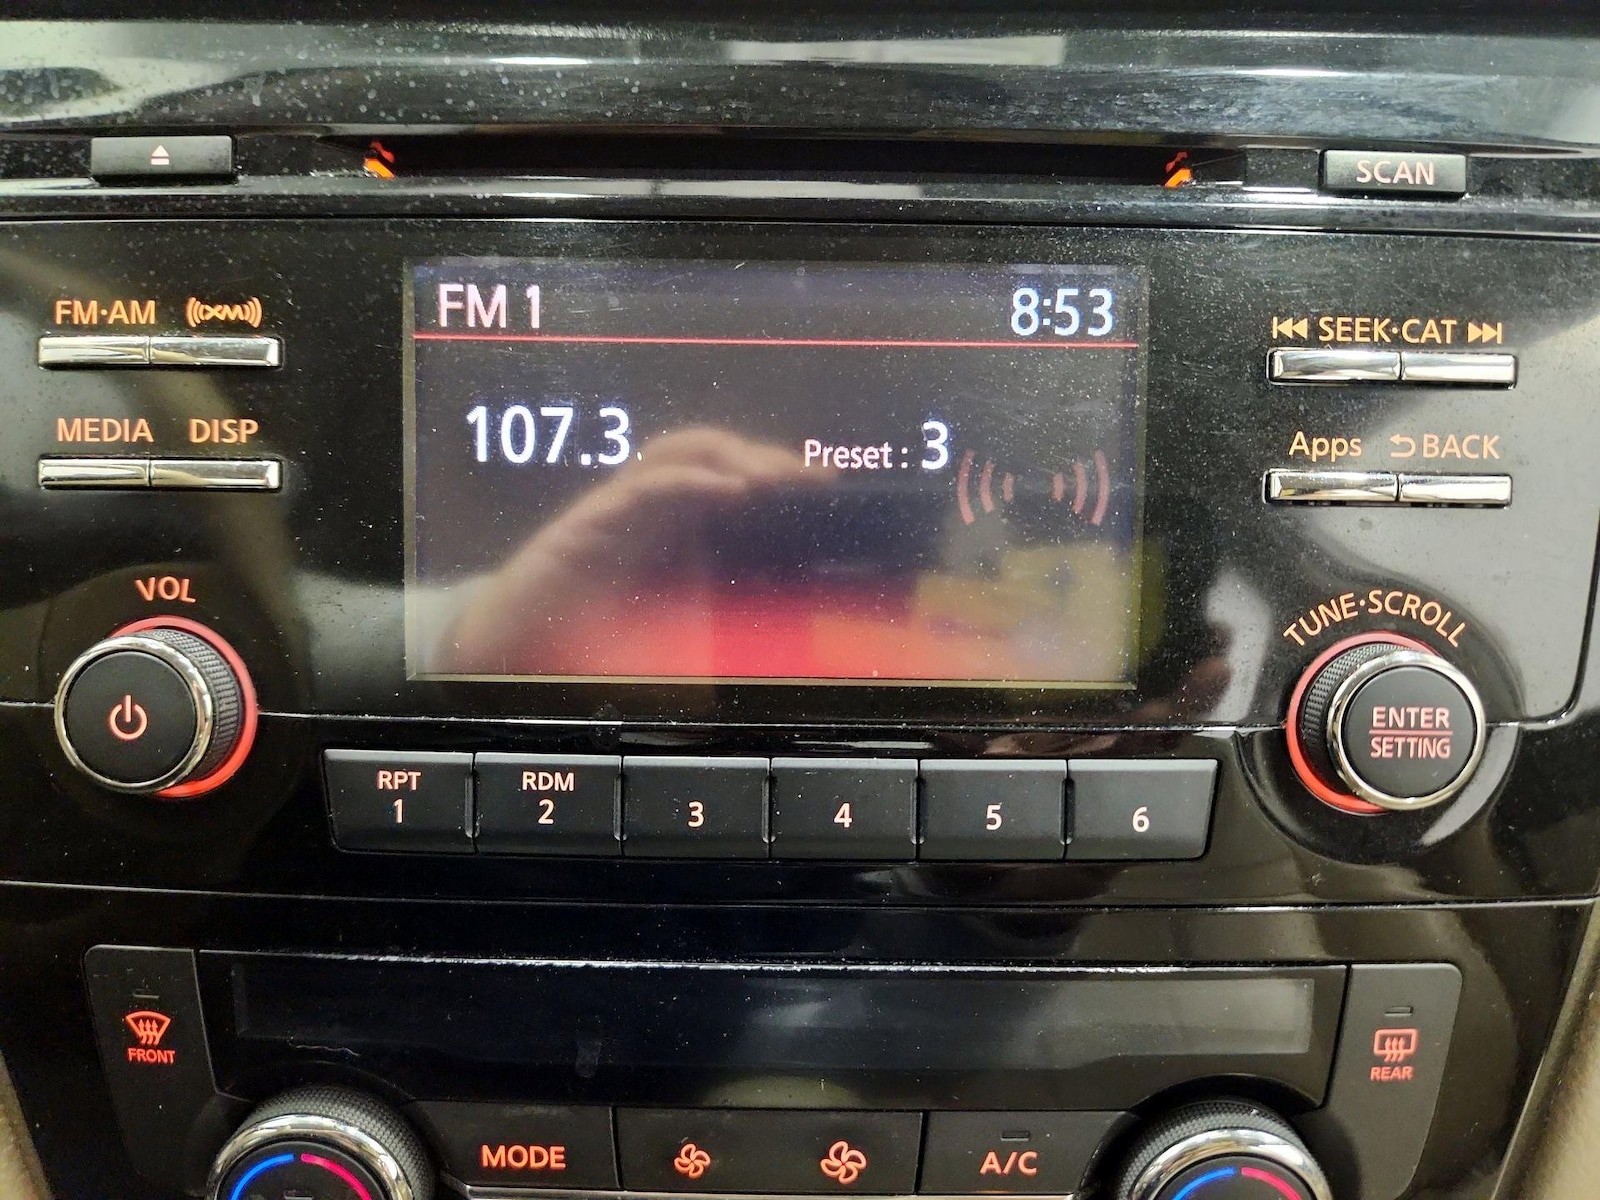 SCAN
FM·AM XM
FM 1 8:53
SEEK·CAT
107.3 Preset : 3
MEDIA DISP
Apps BACK
VOL
TUNE·SCROLL
ENTER
SETTING
RPT
1
RDM
2
3
4
5
6
FRONT
REAR
MODE
A/C